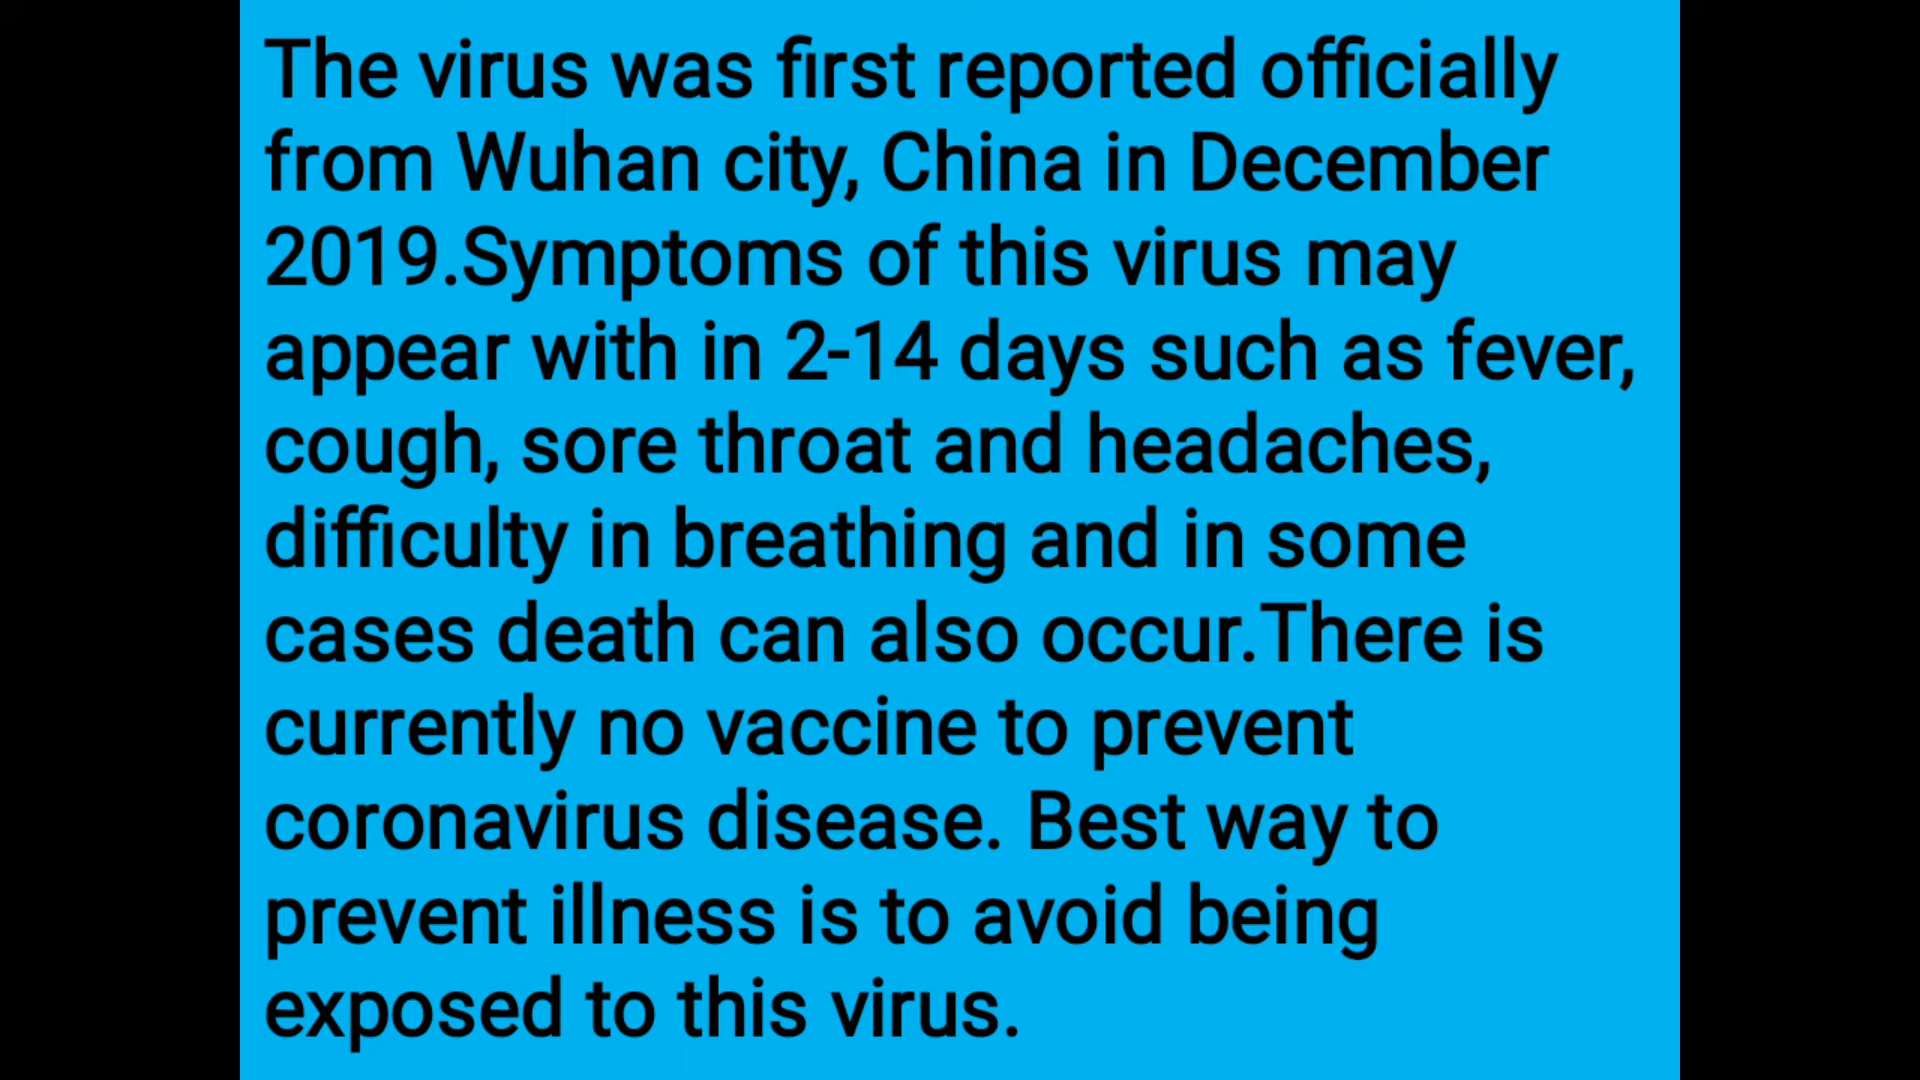 The virus was first reported officially
from Wuhan city, China in December
2019.Symptoms of this virus may
appear with in 2-14 days such as fever,
cough, sore throat and headaches,
difficulty in breathing and in some
cases death can also occur.There is
currently no vaccine to prevent
coronavirus disease. Best way to
prevent illness is to avoid being
exposed to this virus.